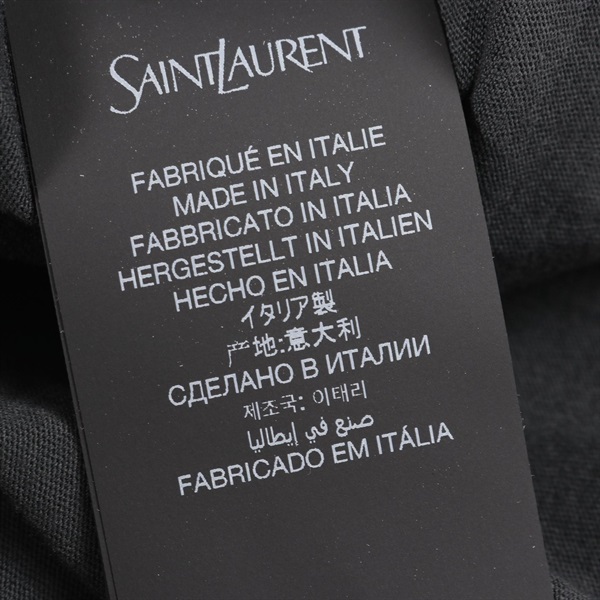 SAINT LAURENT
FABRIQUÉ EN ITALIE
MADE IN ITALY
FABBRICATO IN ITALIA
HERGESTELLT IN ITALIEN
HECHO EN ITALIA
イタリア製
产地:意大利
СДЕЛАНО В ИТАЛИИ
제조국: 이태리
صنع في إيطاليا
FABRICADO EM ITÁLIA